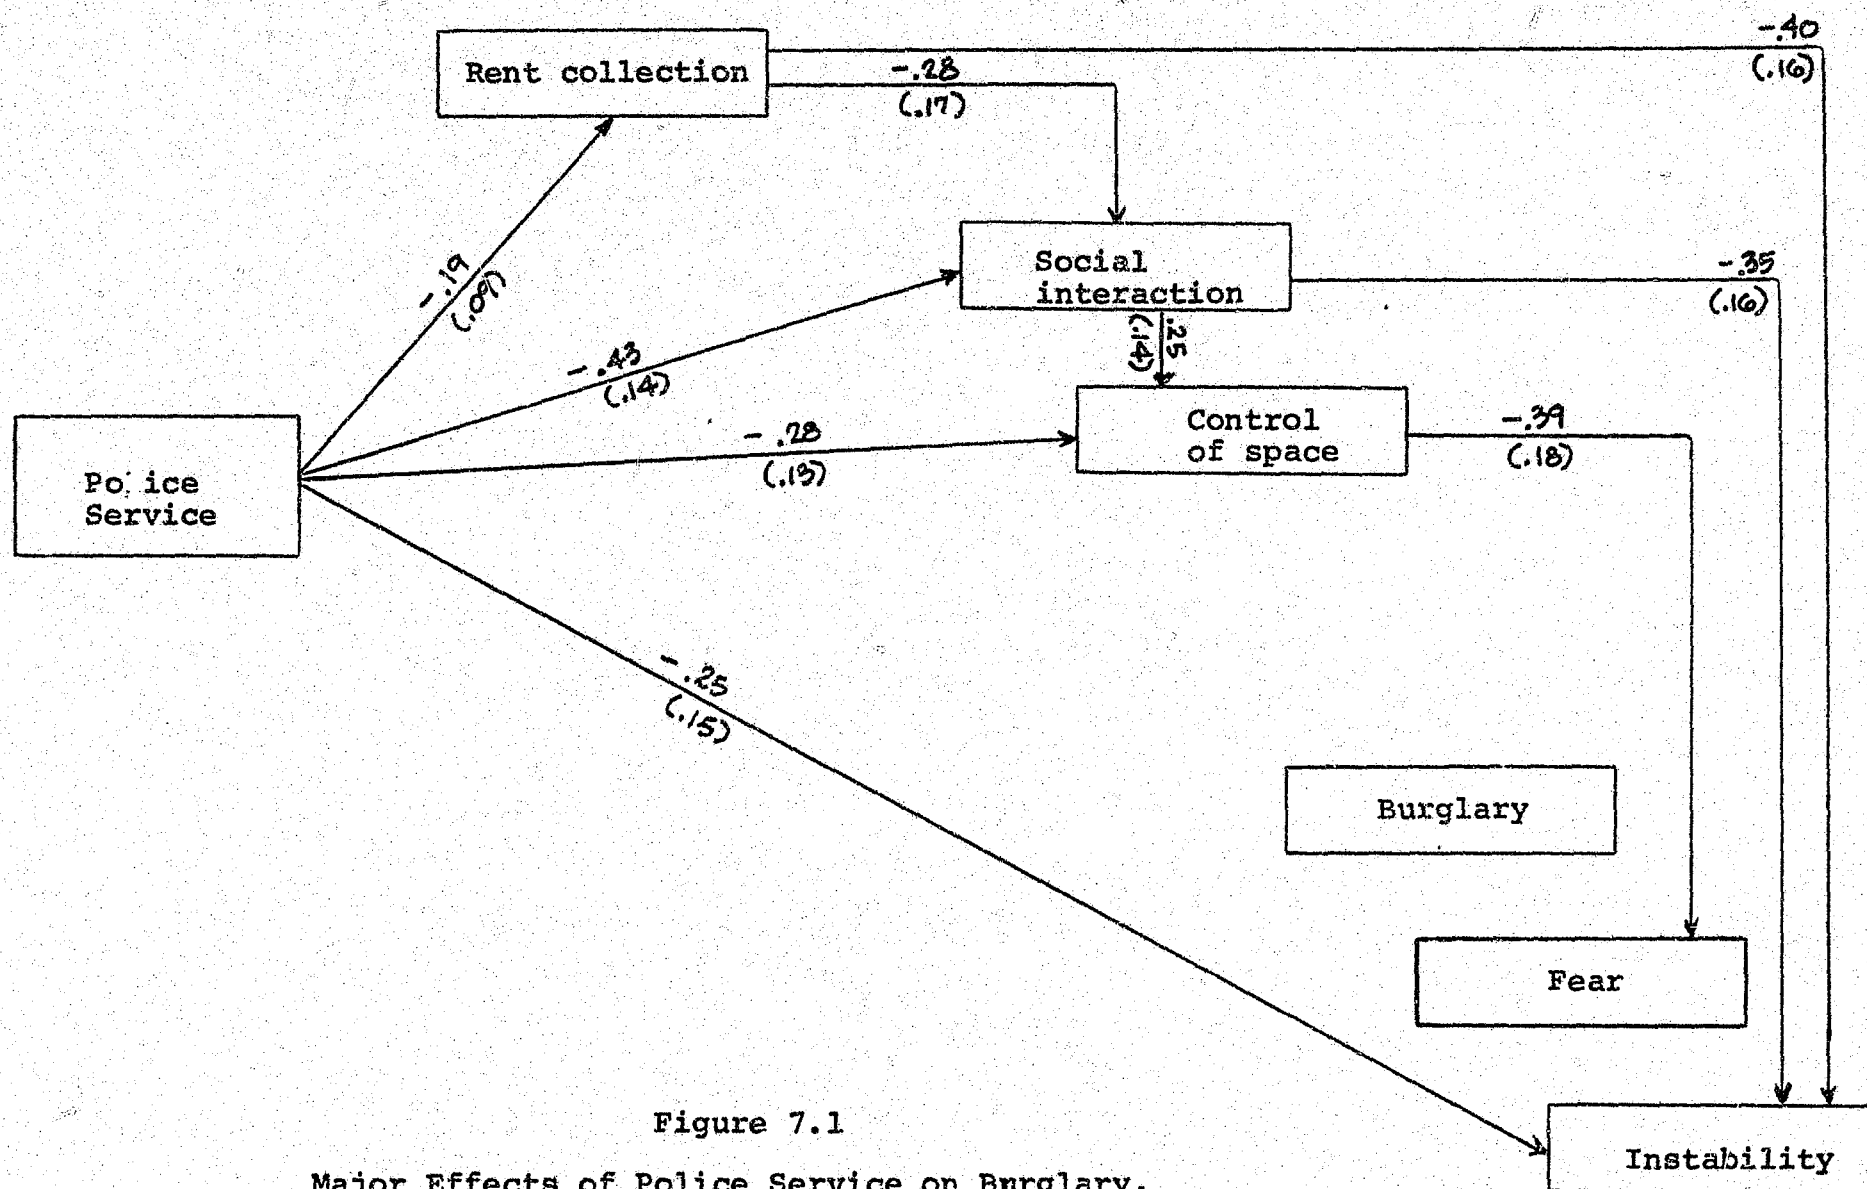 -.40
(.16)
Rent collection
-.28
(.17)
Social
interaction
-.35
(.16)
-.19
(.09)
.25
(.14)
-.43
(.14)
Control
of space
-.39
(.18)
-.28
(.13)
Po ice
Service
-.25
(.15)
Burglary
Fear
Figure 7.1
Instability
Major Effects of Police Service on Burglary.